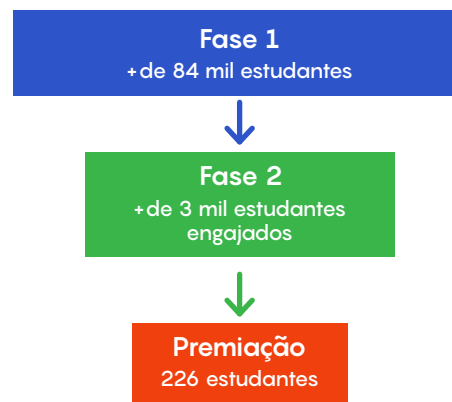 Fase 1
+de 84 mil estudantes
Fase 2
+de 3 mil estudantes
engajados
Premiação
226 estudantes